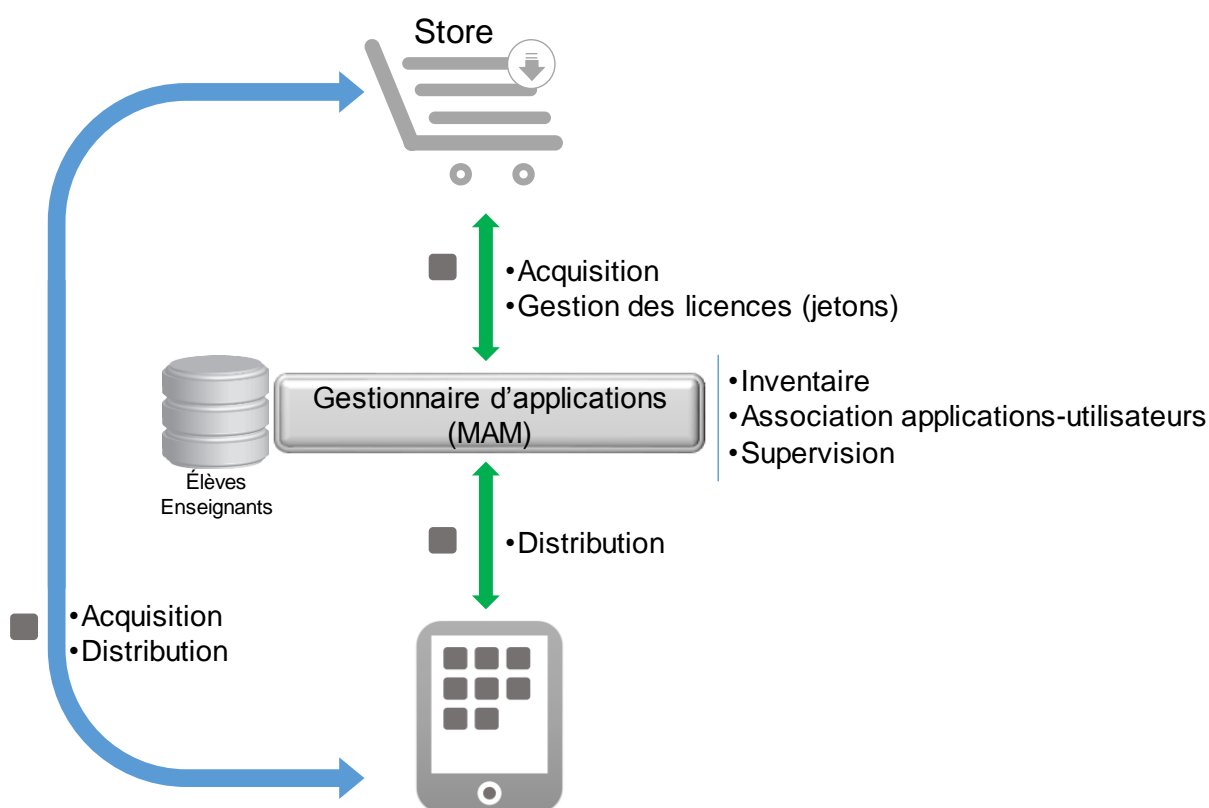 Store
•Acquisition
•Gestion des licences (jetons)
Gestionnaire d’applications
(MAM)
•Inventaire
•Association applications-utilisateurs
•Supervision
Élèves
Enseignants
•Distribution
•Acquisition
•Distribution